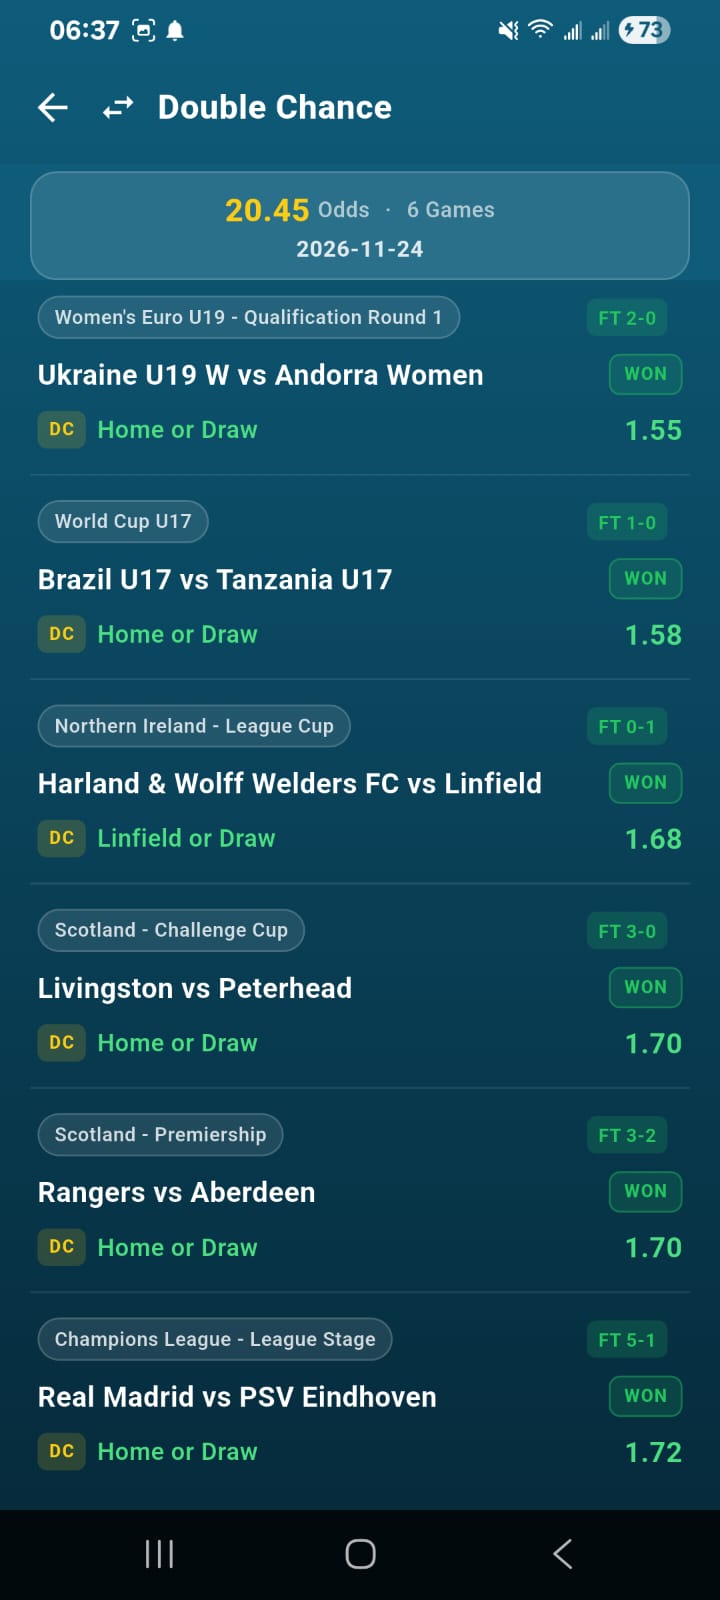 06:37
73
Double Chance
20.45 Odds · 6 Games
2026-11-24
Women's Euro U19 - Qualification Round 1 FT 2-0
Ukraine U19 W vs Andorra Women WON
DC Home or Draw 1.55
World Cup U17 FT 1-0
Brazil U17 vs Tanzania U17 WON
DC Home or Draw 1.58
Northern Ireland - League Cup FT 0-1
Harland & Wolff Welders FC vs Linfield WON
DC Linfield or Draw 1.68
Scotland - Challenge Cup FT 3-0
Livingston vs Peterhead WON
DC Home or Draw 1.70
Scotland - Premiership FT 3-2
Rangers vs Aberdeen WON
DC Home or Draw 1.70
Champions League - League Stage FT 5-1
Real Madrid vs PSV Eindhoven WON
DC Home or Draw 1.72